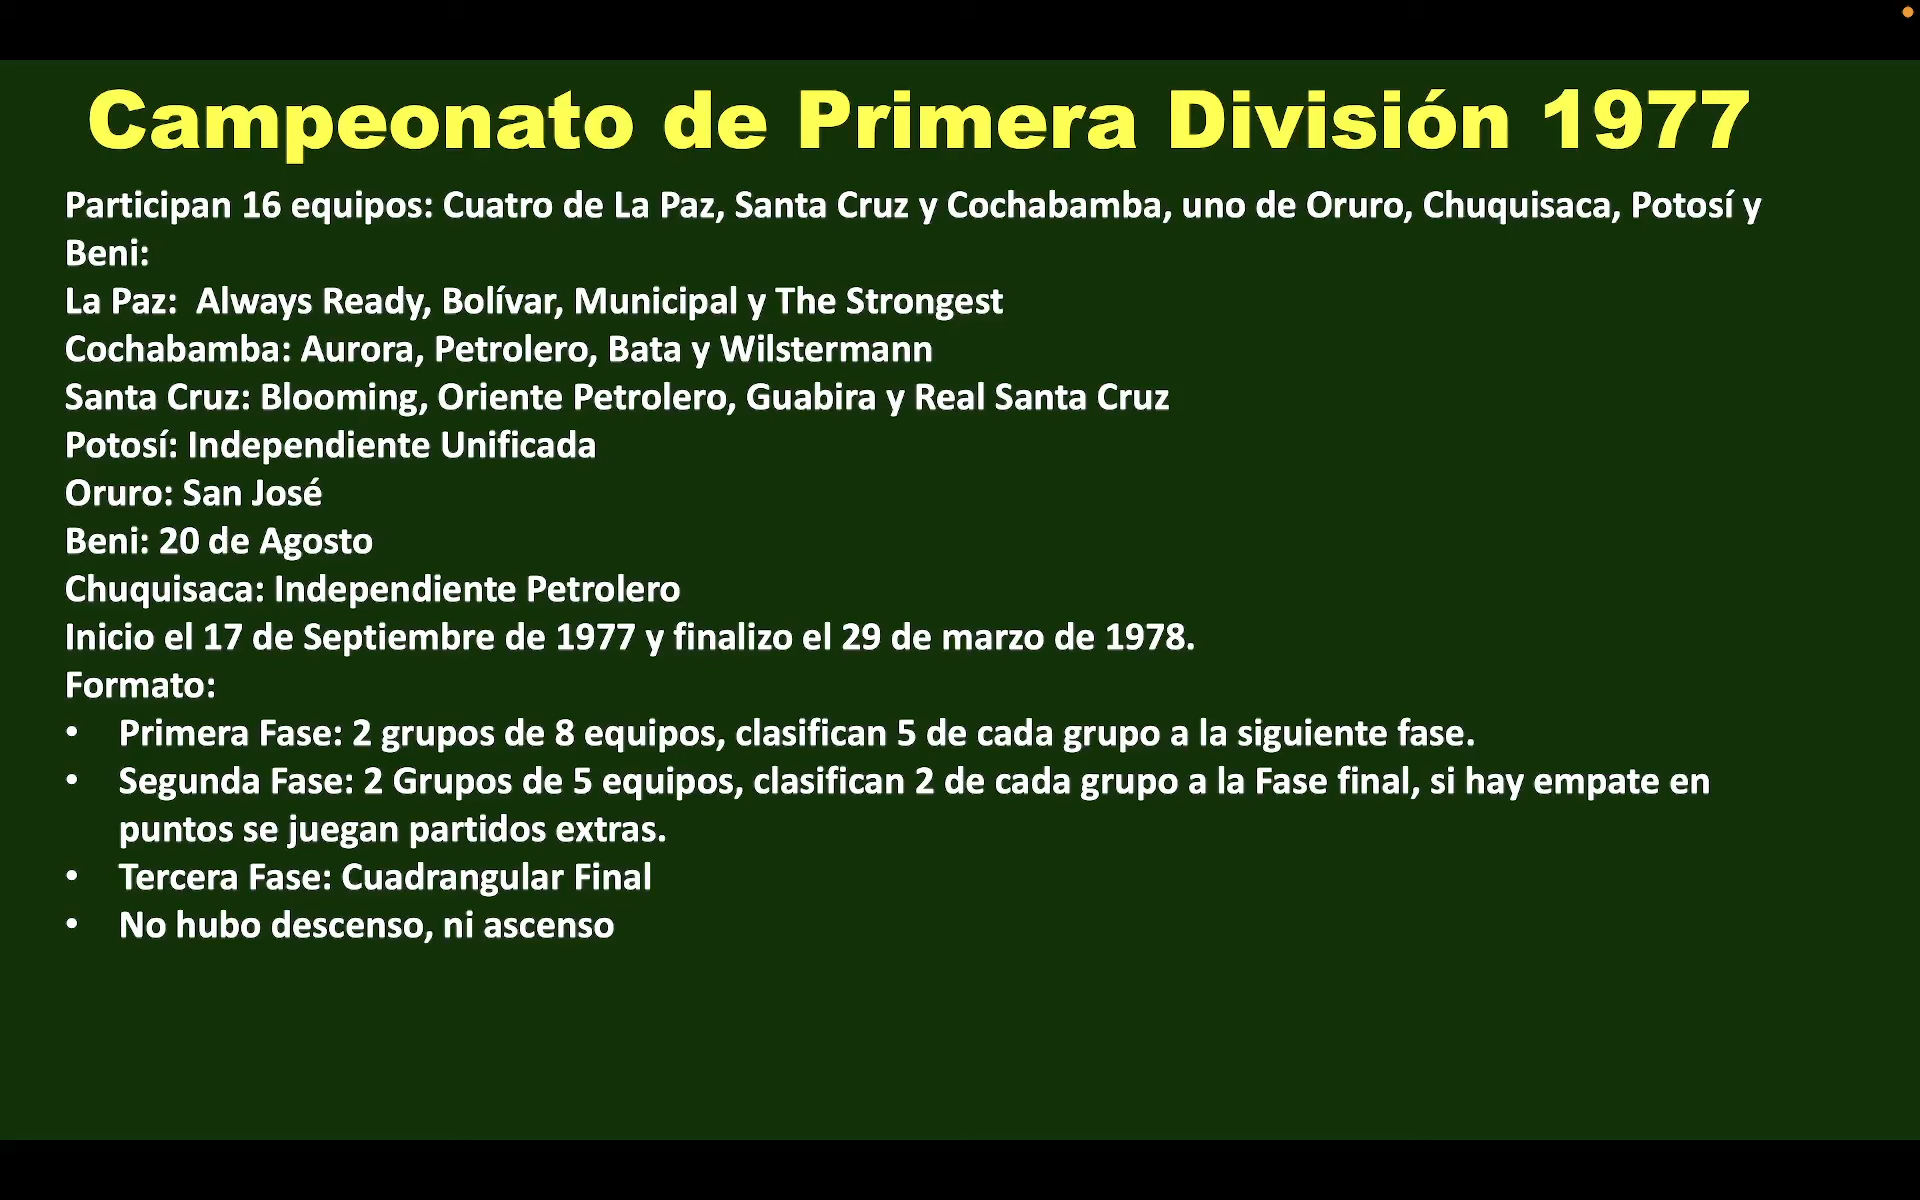 Campeonato de Primera División 1977
Participan 16 equipos: Cuatro de La Paz, Santa Cruz y Cochabamba, uno de Oruro, Chuquisaca, Potosí y
Beni:
La Paz:  Always Ready, Bolívar, Municipal y The Strongest
Cochabamba: Aurora, Petrolero, Bata y Wilstermann
Santa Cruz: Blooming, Oriente Petrolero, Guabira y Real Santa Cruz
Potosí: Independiente Unificada
Oruro: San José
Beni: 20 de Agosto
Chuquisaca: Independiente Petrolero
Inicio el 17 de Septiembre de 1977 y finalizo el 29 de marzo de 1978.
Formato:
• Primera Fase: 2 grupos de 8 equipos, clasifican 5 de cada grupo a la siguiente fase.
• Segunda Fase: 2 Grupos de 5 equipos, clasifican 2 de cada grupo a la Fase final, si hay empate en
puntos se juegan partidos extras.
• Tercera Fase: Cuadrangular Final
• No hubo descenso, ni ascenso